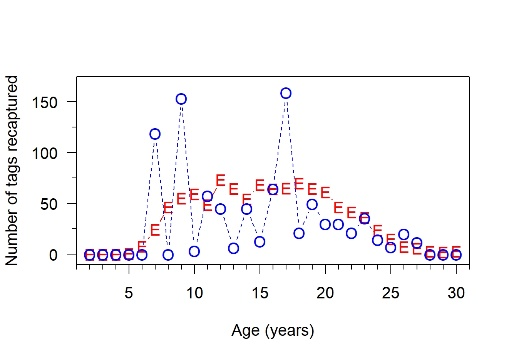 150
100
50
0
Number of tags recaptured
E E E E E E E E E E E E E E E E E E E E E E E E E E E E E
5 10 15 20 25 30
Age (years)